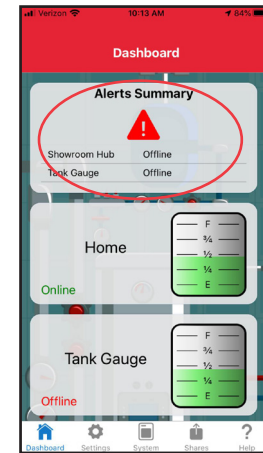 Verizon 10:13 AM 84%
Dashboard
Alerts Summary
Showroom Hub Offline
Tank Gauge Offline
Home
Online
F
¾
½
¼
E
Tank Gauge
Offline
F
¾
½
¼
E
Dashboard Settings System Shares Help